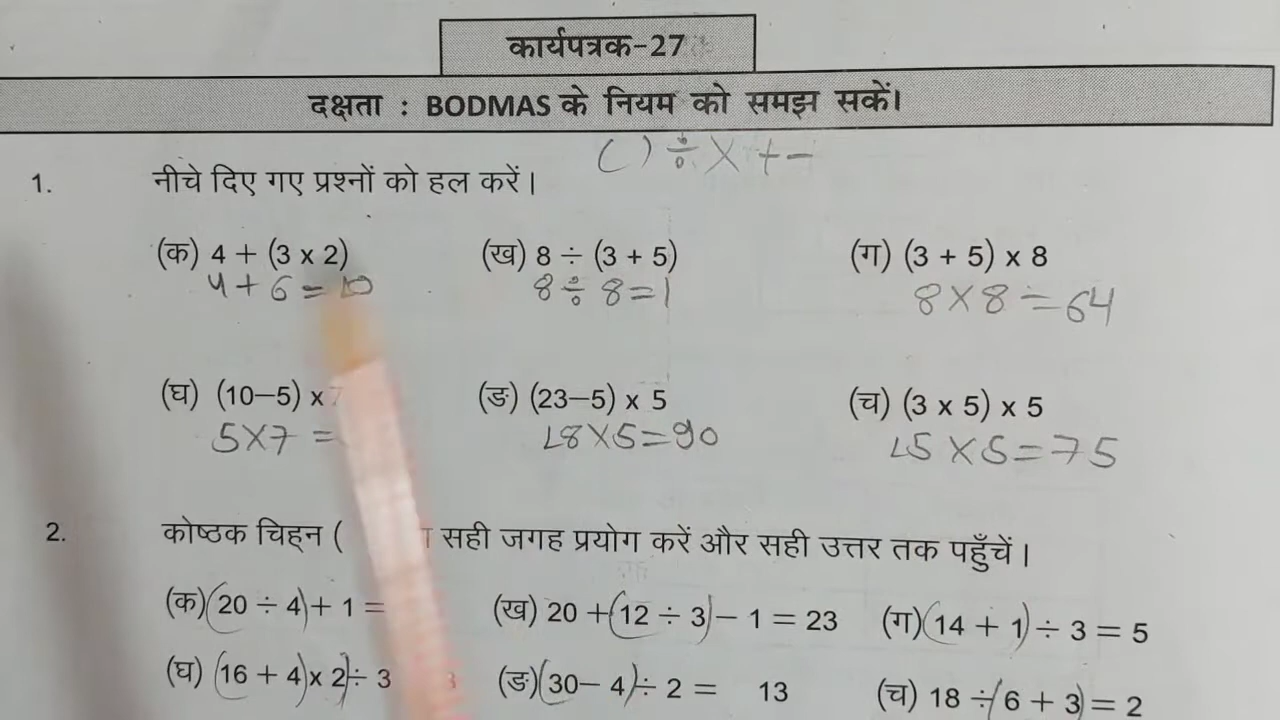 कार्यपत्रक-27
दक्षता : BODMAS के नियम को समझ सकें।
( ) ÷ × + −
1. नीचे दिए गए प्रश्नों को हल करें।
(क) 4 + (3 x 2) (ख) 8 ÷ (3 + 5) (ग) (3 + 5) x 8
4 + 6 = 10 8 ÷ 8 = 1 8 × 8 = 64
(घ) (10–5) x 7 (ङ) (23–5) x 5 (च) (3 x 5) x 5
5 × 7 = 18 × 5 = 90 15 × 5 = 75
2. कोष्ठक चिह्न ( सही जगह प्रयोग करें और सही उत्तर तक पहुँचें।
(क) (20 ÷ 4) + 1 = (ख) 20 + (12 ÷ 3) – 1 = 23 (ग) (14 + 1) ÷ 3 = 5
(घ) (16 + 4) x 2) ÷ 3 (ङ) (30– 4) ÷ 2 = 13 (च) 18 ÷ (6 + 3) = 2